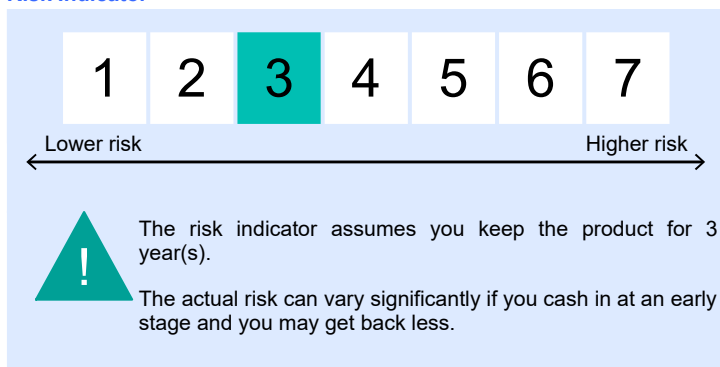 Risk Indicator
1 2 3 4 5 6 7
Lower risk Higher risk
!
The risk indicator assumes you keep the product for 3
year(s).
The actual risk can vary significantly if you cash in at an early
stage and you may get back less.